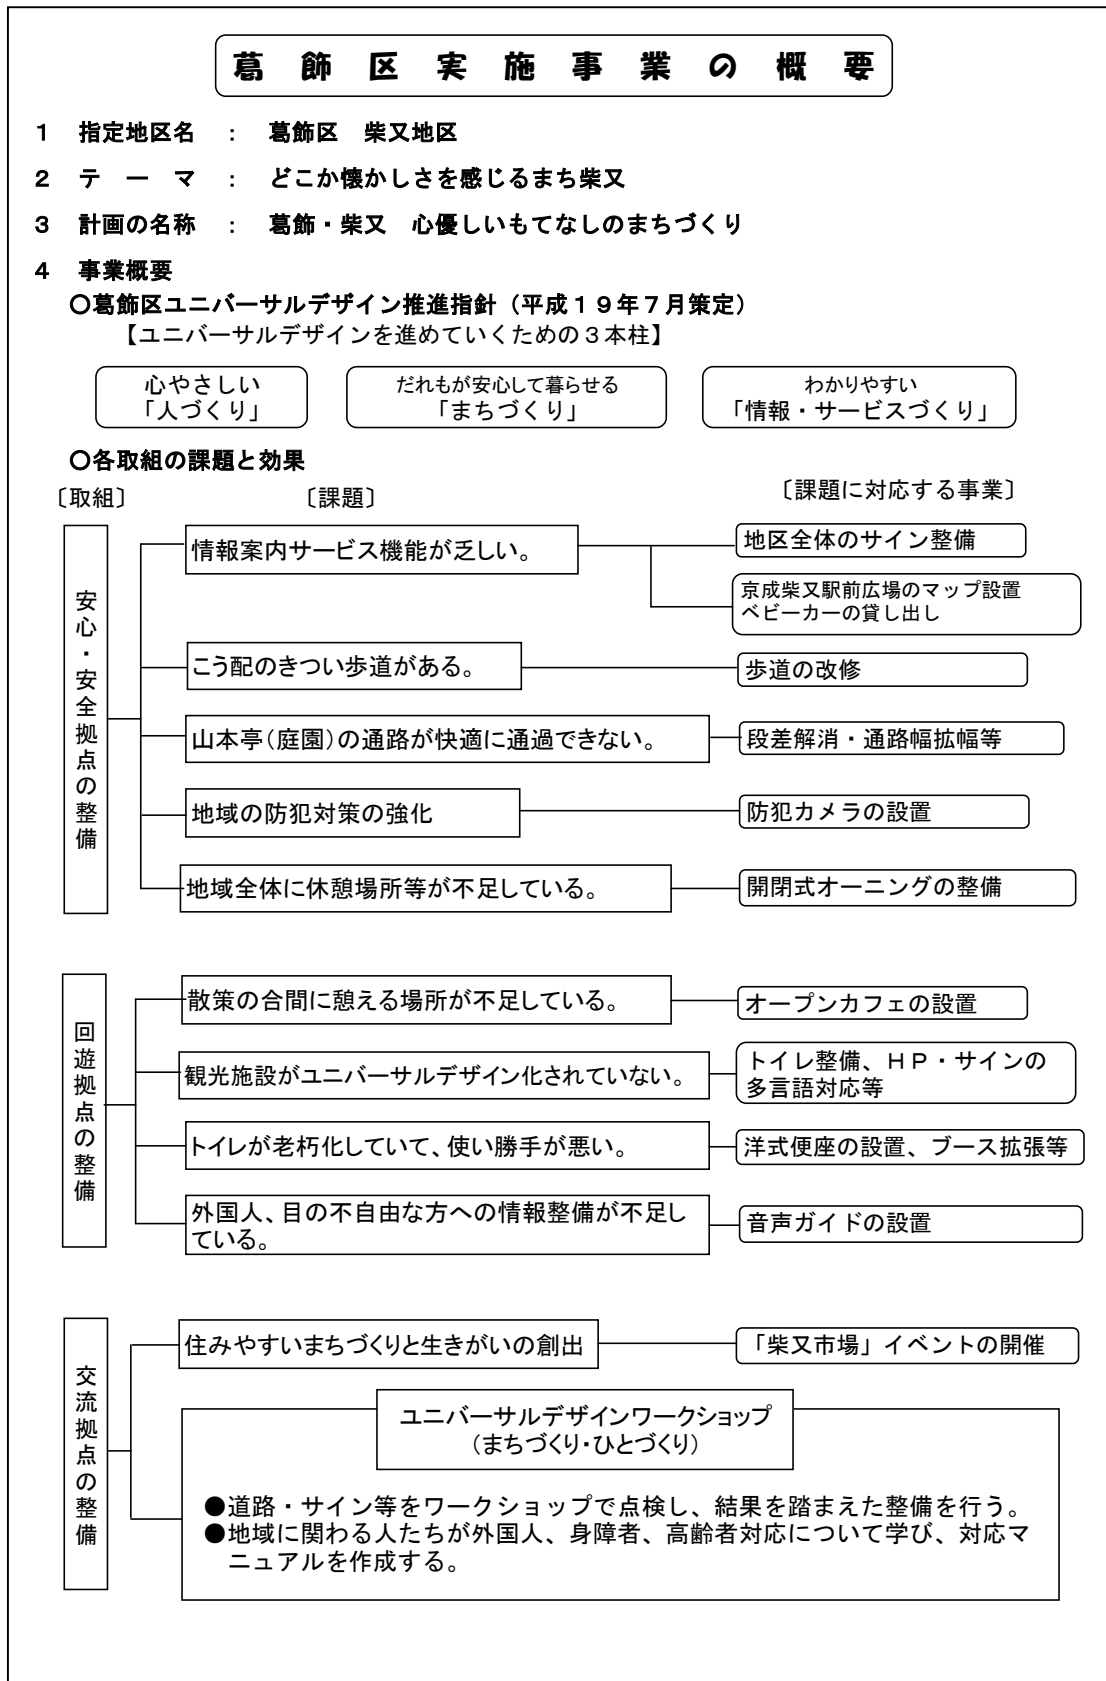 葛飾区実施事業の概要
１　指定地区名　：　葛飾区　柴又地区
２　テ　ー　マ　：　どこか懐かしさを感じるまち柴又
３　計画の名称　：　葛飾・柴又　心優しいもてなしのまちづくり
４　事業概要
○葛飾区ユニバーサルデザイン推進指針（平成１９年７月策定）
【ユニバーサルデザインを進めていくための３本柱】
心やさしい
「人づくり」
だれもが安心して暮らせる
「まちづくり」
わかりやすい
「情報・サービスづくり」
○各取組の課題と効果
〔取組〕
〔課題〕
〔課題に対応する事業〕
安心・安全拠点の整備
情報案内サービス機能が乏しい。
地区全体のサイン整備
京成柴又駅前広場のマップ設置
ベビーカーの貸し出し
こう配のきつい歩道がある。
歩道の改修
山本亭（庭園）の通路が快適に通過できない。
段差解消・通路幅拡幅等
地域の防犯対策の強化
防犯カメラの設置
地域全体に休憩場所等が不足している。
開閉式オーニングの整備
回遊拠点の整備
散策の合間に憩える場所が不足している。
オープンカフェの設置
観光施設がユニバーサルデザイン化されていない。
トイレ整備、ＨＰ・サインの
多言語対応等
トイレが老朽化していて、使い勝手が悪い。
洋式便座の設置、ブース拡張等
外国人、目の不自由な方への情報整備が不足し
ている。
音声ガイドの設置
交流拠点の整備
住みやすいまちづくりと生きがいの創出
「柴又市場」イベントの開催
ユニバーサルデザインワークショップ
（まちづくり・ひとづくり）
●道路・サイン等をワークショップで点検し、結果を踏まえた整備を行う。
●地域に関わる人たちが外国人、身障者、高齢者対応について学び、対応マ
ニュアルを作成する。